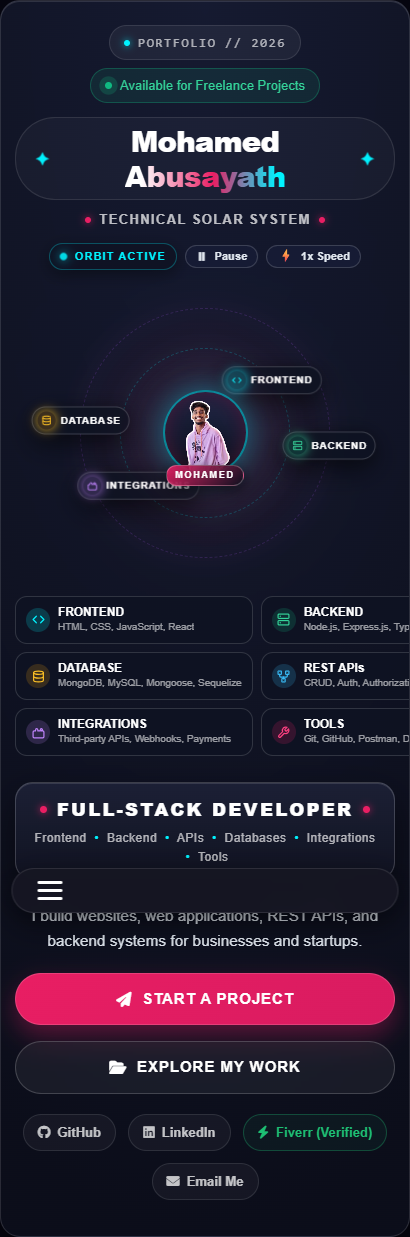 PORTFOLIO // 2026
Available for Freelance Projects
Mohamed
Abusayath
TECHNICAL SOLAR SYSTEM
ORBIT ACTIVE
Pause
1x Speed
FRONTEND
DATABASE
BACKEND
MOHAMED
INTEGRATIONS
FRONTEND
HTML, CSS, JavaScript, React
BACKEND
Node.js, Express.js, Typ
DATABASE
MongoDB, MySQL, Mongoose, Sequelize
REST APIs
CRUD, Auth, Authorizati
INTEGRATIONS
Third-party APIs, Webhooks, Payments
TOOLS
Git, GitHub, Postman, D
FULL-STACK DEVELOPER
Frontend • Backend • APIs • Databases • Integrations
• Tools
I build websites, web applications, REST APIs, and
backend systems for businesses and startups.
START A PROJECT
EXPLORE MY WORK
GitHub
LinkedIn
Fiverr (Verified)
Email Me